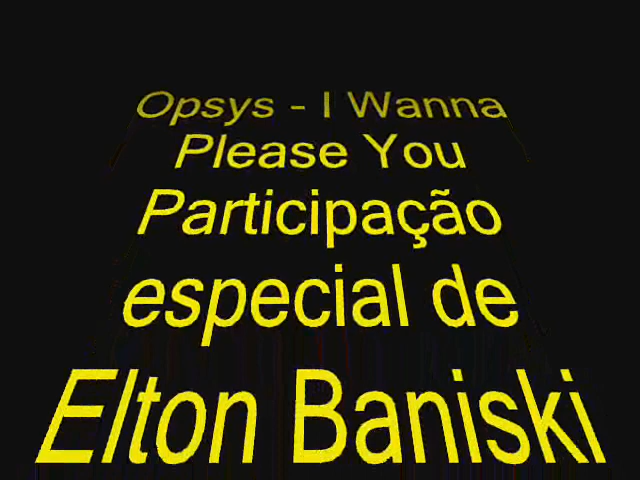 Opsys - I Wanna
Please You
Participação
especial de
Elton Baniski